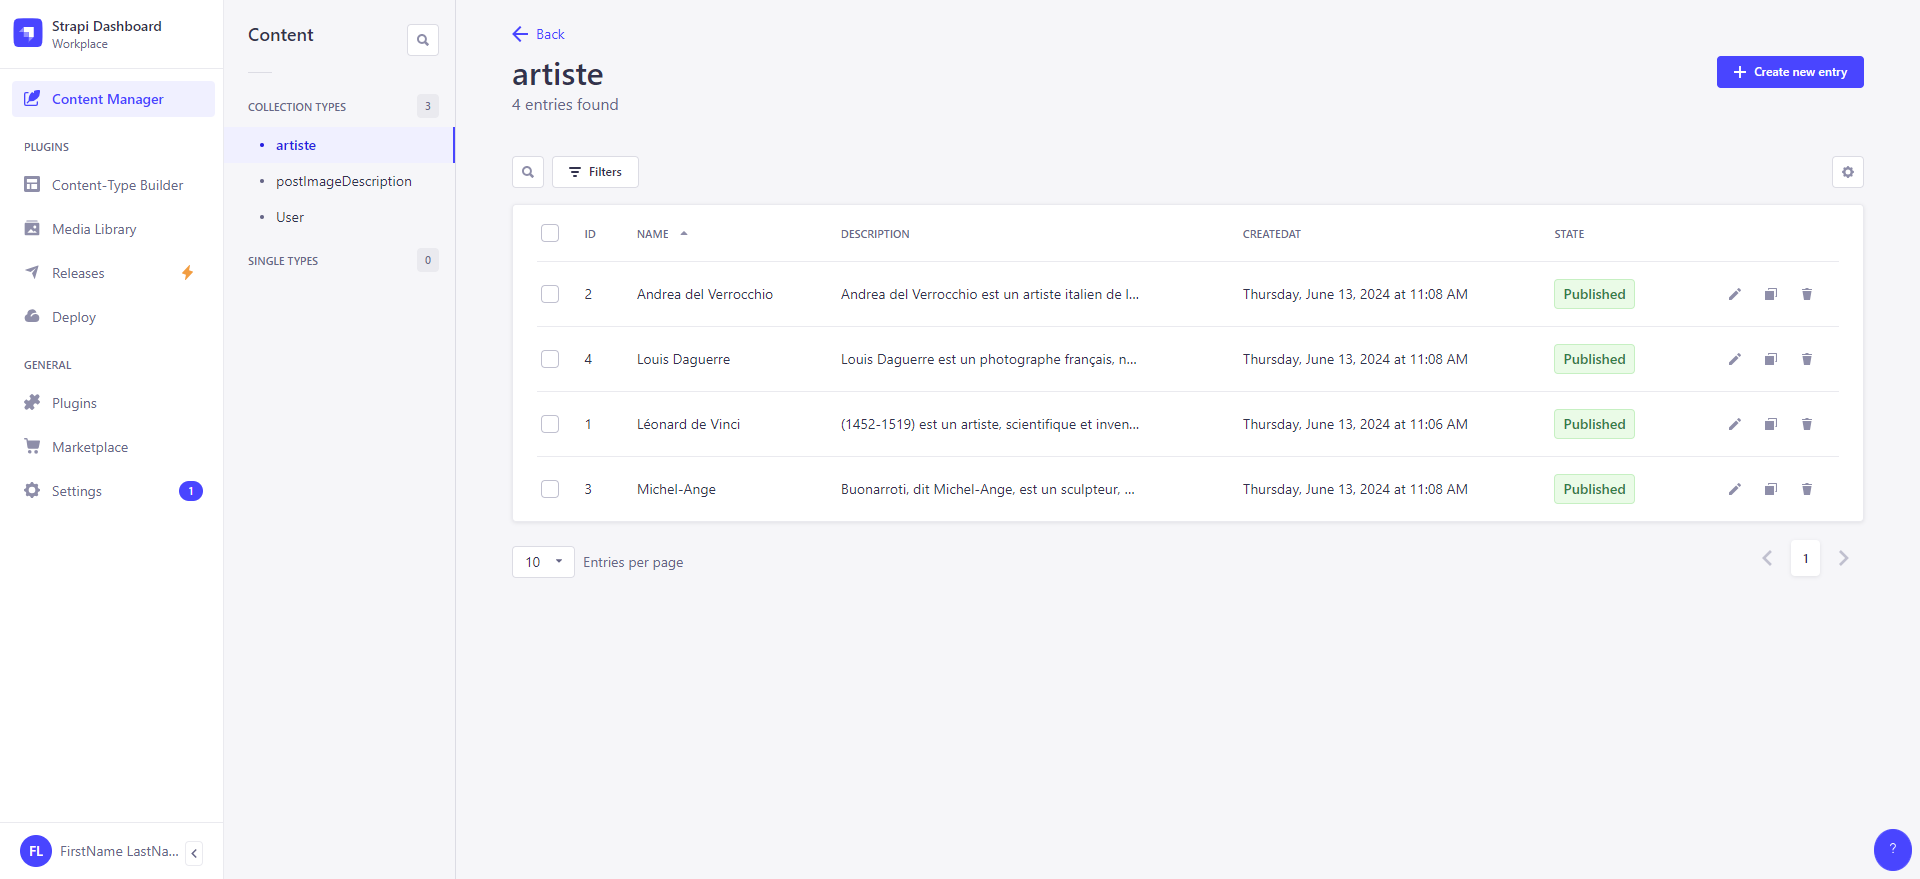 Strapi Dashboard
Workplace
Content Manager
PLUGINS
Content-Type Builder
Media Library
Releases
Deploy
GENERAL
Plugins
Marketplace
Settings 1
FL FirstName LastNa...
Content
COLLECTION TYPES 3
artiste
postImageDescription
User
SINGLE TYPES 0
Back
artiste
4 entries found
Create new entry
Filters
ID NAME DESCRIPTION CREATEDAT STATE
2 Andrea del Verrocchio Andrea del Verrocchio est un artiste italien de l... Thursday, June 13, 2024 at 11:08 AM Published
4 Louis Daguerre Louis Daguerre est un photographe français, n... Thursday, June 13, 2024 at 11:08 AM Published
1 Léonard de Vinci (1452-1519) est un artiste, scientifique et inven... Thursday, June 13, 2024 at 11:06 AM Published
3 Michel-Ange Buonarroti, dit Michel-Ange, est un sculpteur, ... Thursday, June 13, 2024 at 11:08 AM Published
10 Entries per page
1
?